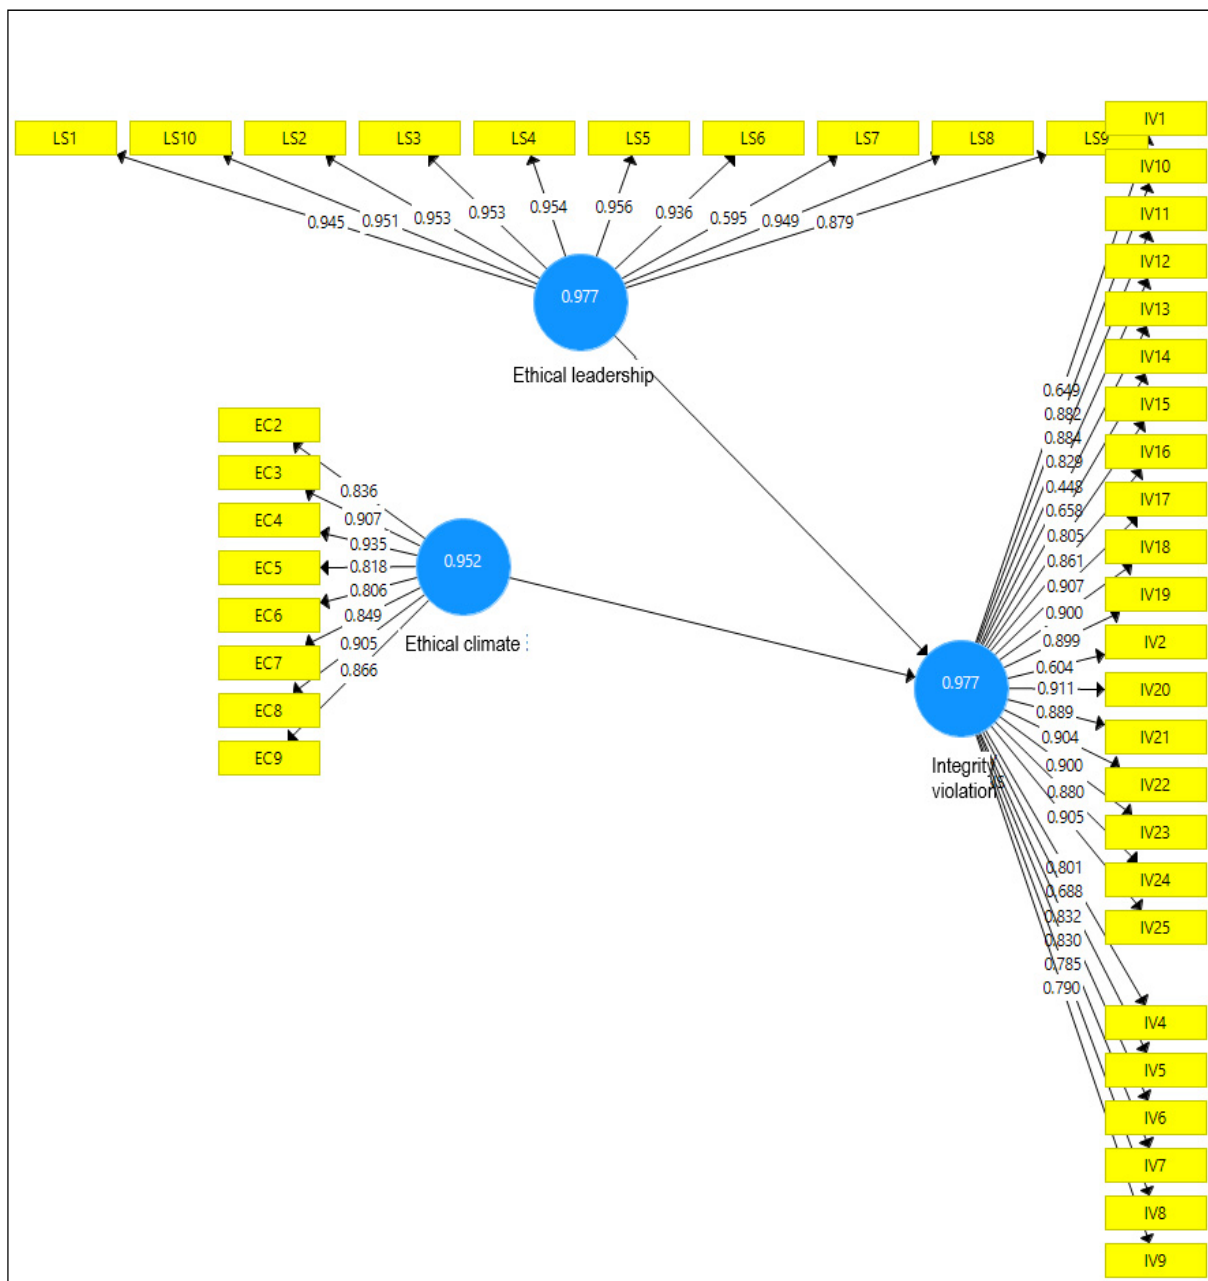 LS1 LS10 LS2 LS3 LS4 LS5 LS6 LS7 LS8 LS9
0.945 0.951 0.953 0.953 0.954 0.956 0.936 0.595 0.949 0.879
0.977
Ethical leadership
EC2
EC3
EC4
EC5
EC6
EC7
EC8
EC9
0.836
0.907
0.935
0.818
0.806
0.849
0.905
0.866
0.952
Ethical climate
0.977
Integrity
violations
0.649
0.882
0.884
0.829
0.448
0.658
0.805
0.861
0.907
0.900
0.899
0.604
0.911
0.889
0.904
0.900
0.880
0.905
0.801
0.688
0.832
0.830
0.785
0.790
IV1
IV10
IV11
IV12
IV13
IV14
IV15
IV16
IV17
IV18
IV19
IV2
IV20
IV21
IV22
IV23
IV24
IV25
IV4
IV5
IV6
IV7
IV8
IV9